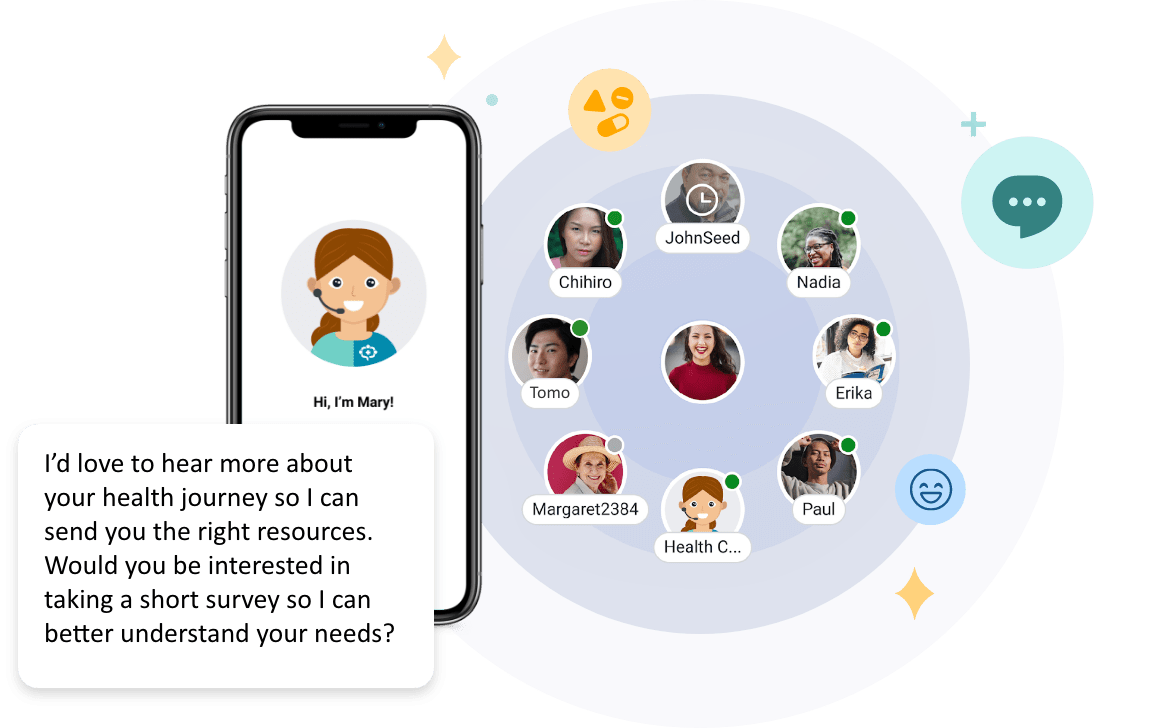 Hi, I’m Mary!
I’d love to hear more about
your health journey so I can
send you the right resources.
Would you be interested in
taking a short survey so I can
better understand your needs?
JohnSeed
Chihiro
Nadia
Tomo
Erika
Margaret2384
Paul
Health C...